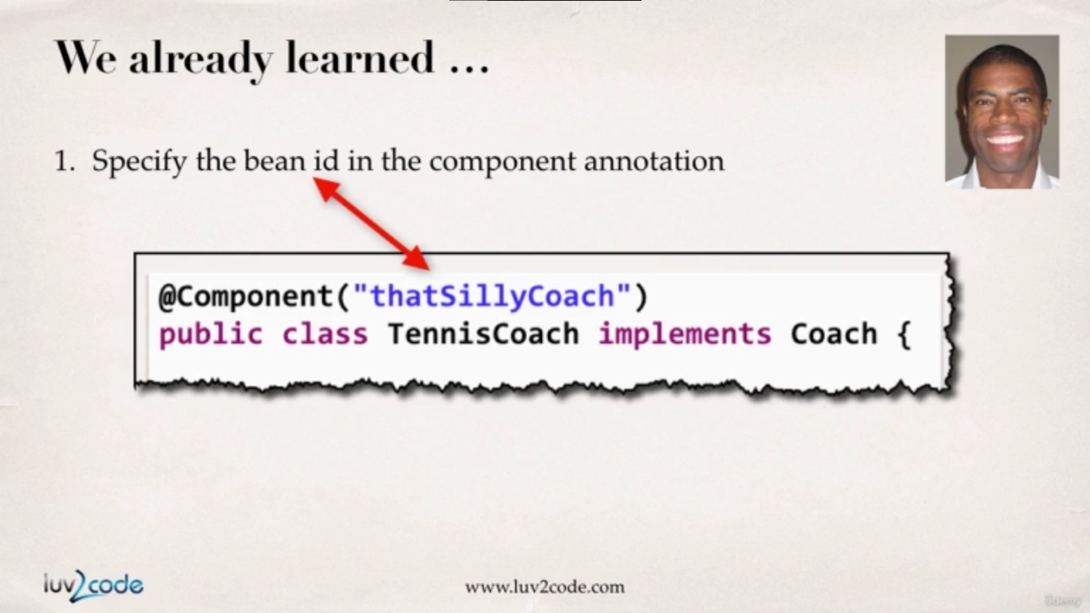 We already learned ...
1. Specify the bean id in the component annotation
@Component("thatSillyCoach")
public class TennisCoach implements Coach {
luv2code
www.luv2code.com
Udemy